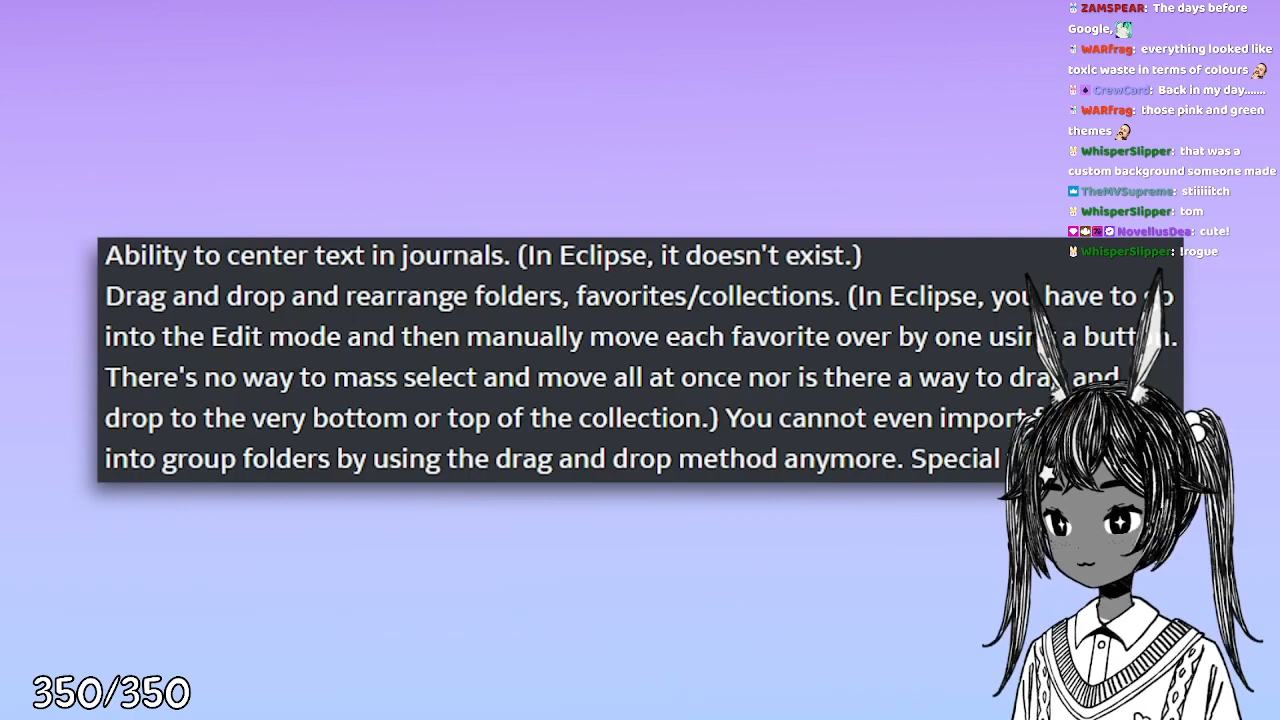 ZAMSPEAR: The days before
Google,
WARfrag: everything looked like
toxic waste in terms of colours
CrewCard: Back in my day.......
WARfrag: those pink and green
themes
WhisperSlipper: that was a
custom background someone made
TheMVSupreme: stiiiiitch
WhisperSlipper: tom
NovellusDea: cute!
WhisperSlipper: !rogue
Ability to center text in journals. (In Eclipse, it doesn't exist.)
Drag and drop and rearrange folders, favorites/collections. (In Eclipse, you have to
into the Edit mode and then manually move each favorite over by one using a button.
There's no way to mass select and move all at once nor is there a way to drag and
drop to the very bottom or top of the collection.) You cannot even import
into group folders by using the drag and drop method anymore. Special
350/350